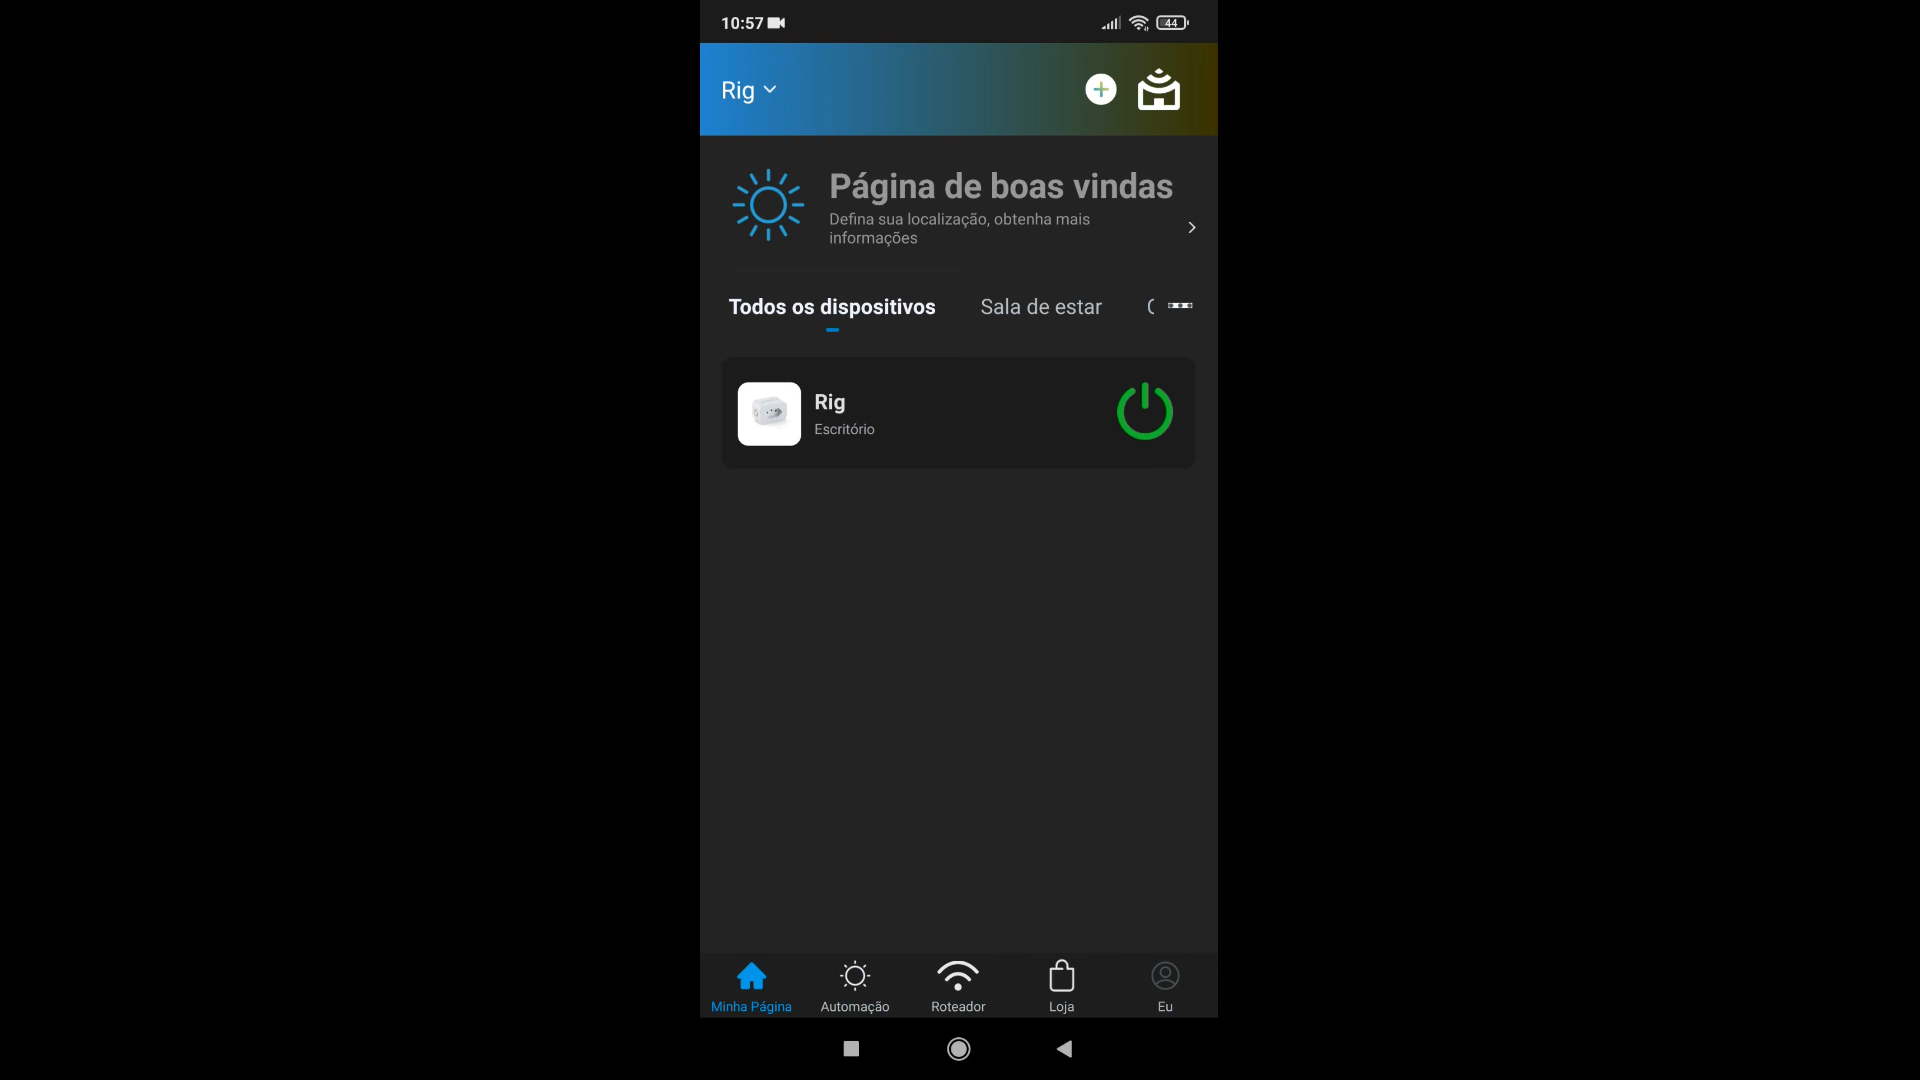 10:57
44
Rig
Página de boas vindas
Defina sua localização, obtenha mais
informações
Todos os dispositivos
Sala de estar
Rig
Escritório
Minha Página
Automação
Roteador
Loja
Eu